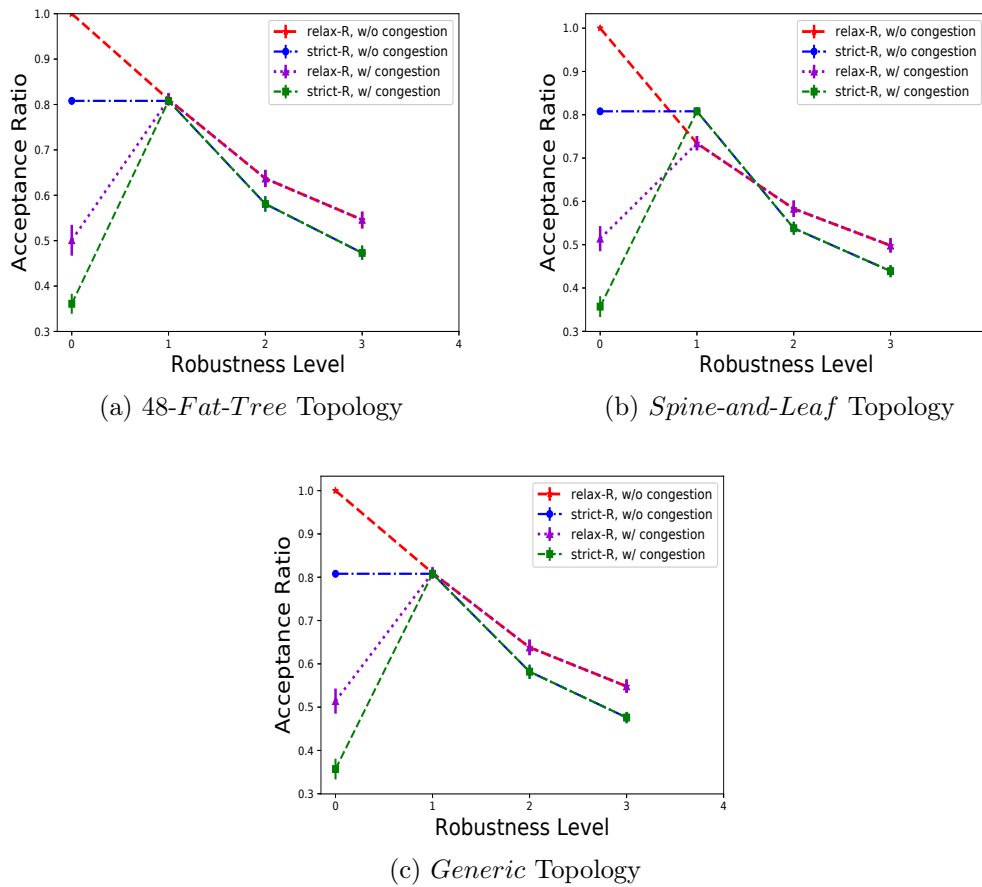 1.0
0.9
0.8
0.7
0.6
0.5
0.4
0.3
Acceptance Ratio
relax-R, w/o congestion
strict-R, w/o congestion
relax-R, w/ congestion
strict-R, w/ congestion
0 1 2 3 4
Robustness Level
(a) 48-Fat-Tree Topology
1.0
0.9
0.8
0.7
0.6
0.5
0.4
0.3
Acceptance Ratio
relax-R, w/o congestion
strict-R, w/o congestion
relax-R, w/ congestion
strict-R, w/ congestion
0 1 2 3
Robustness Level
(b) Spine-and-Leaf Topology
1.0
0.9
0.8
0.7
0.6
0.5
0.4
0.3
Acceptance Ratio
relax-R, w/o congestion
strict-R, w/o congestion
relax-R, w/ congestion
strict-R, w/ congestion
0 1 2 3 4
Robustness Level
(c) Generic Topology